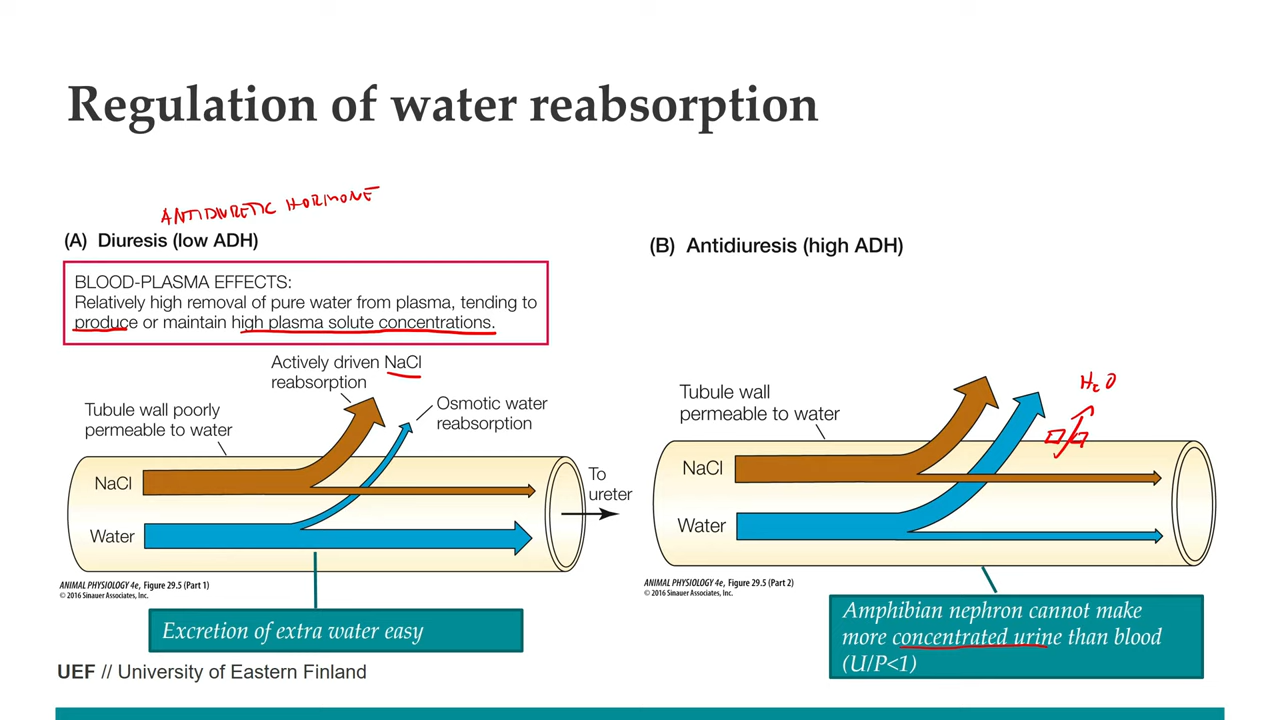 Regulation of water reabsorption
ANTIDIURETIC HORMONE
(A) Diuresis (low ADH)
BLOOD-PLASMA EFFECTS:
Relatively high removal of pure water from plasma, tending to
produce or maintain high plasma solute concentrations.
Actively driven NaCl
reabsorption
Tubule wall poorly
permeable to water
Osmotic water
reabsorption
NaCl
Water
To
ureter
ANIMAL PHYSIOLOGY 4e, Figure 29.5 (Part 1)
© 2016 Sinauer Associates, Inc.
Excretion of extra water easy
(B) Antidiuresis (high ADH)
Tubule wall
permeable to water
H2O
NaCl
Water
ANIMAL PHYSIOLOGY 4e, Figure 29.5 (Part 2)
© 2016 Sinauer Associates, Inc.
Amphibian nephron cannot make
more concentrated urine than blood
(U/P<1)
UEF // University of Eastern Finland